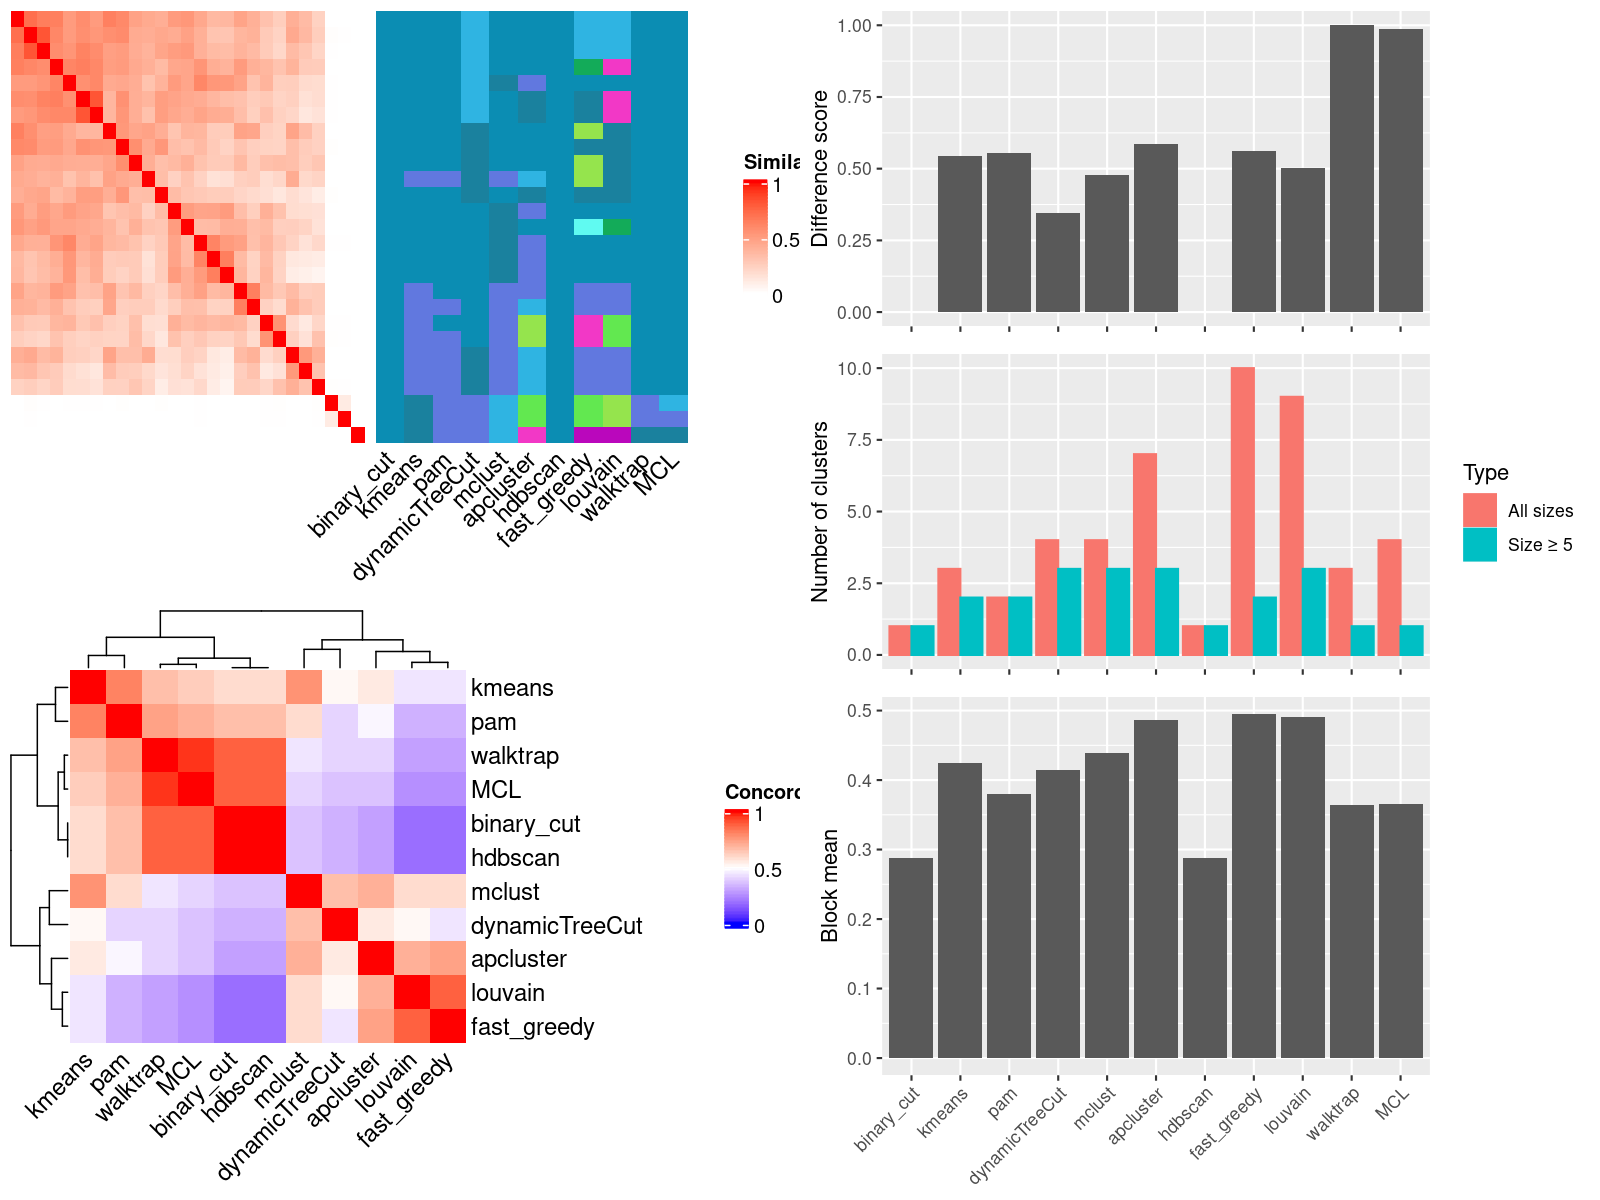 Simila
1
0.5
0
binary_cut
kmeans
pam
dynamicTreeCut
mclust
apcluster
hdbscan
fast_greedy
louvain
walktrap
MCL
kmeans
pam
walktrap
MCL
binary_cut
hdbscan
mclust
dynamicTreeCut
apcluster
louvain
fast_greedy
kmeans
pam
walktrap
MCL
binary_cut
hdbscan
mclust
dynamicTreeCut
apcluster
louvain
fast_greedy
Concord
1
0.5
0
Difference score
1.00
0.75
0.50
0.25
0.00
Number of clusters
10.0
7.5
5.0
2.5
0.0
Type
All sizes
Size ≥ 5
Block mean
0.5
0.4
0.3
0.2
0.1
0.0
binary_cut
kmeans
pam
dynamicTreeCut
mclust
apcluster
hdbscan
fast_greedy
louvain
walktrap
MCL